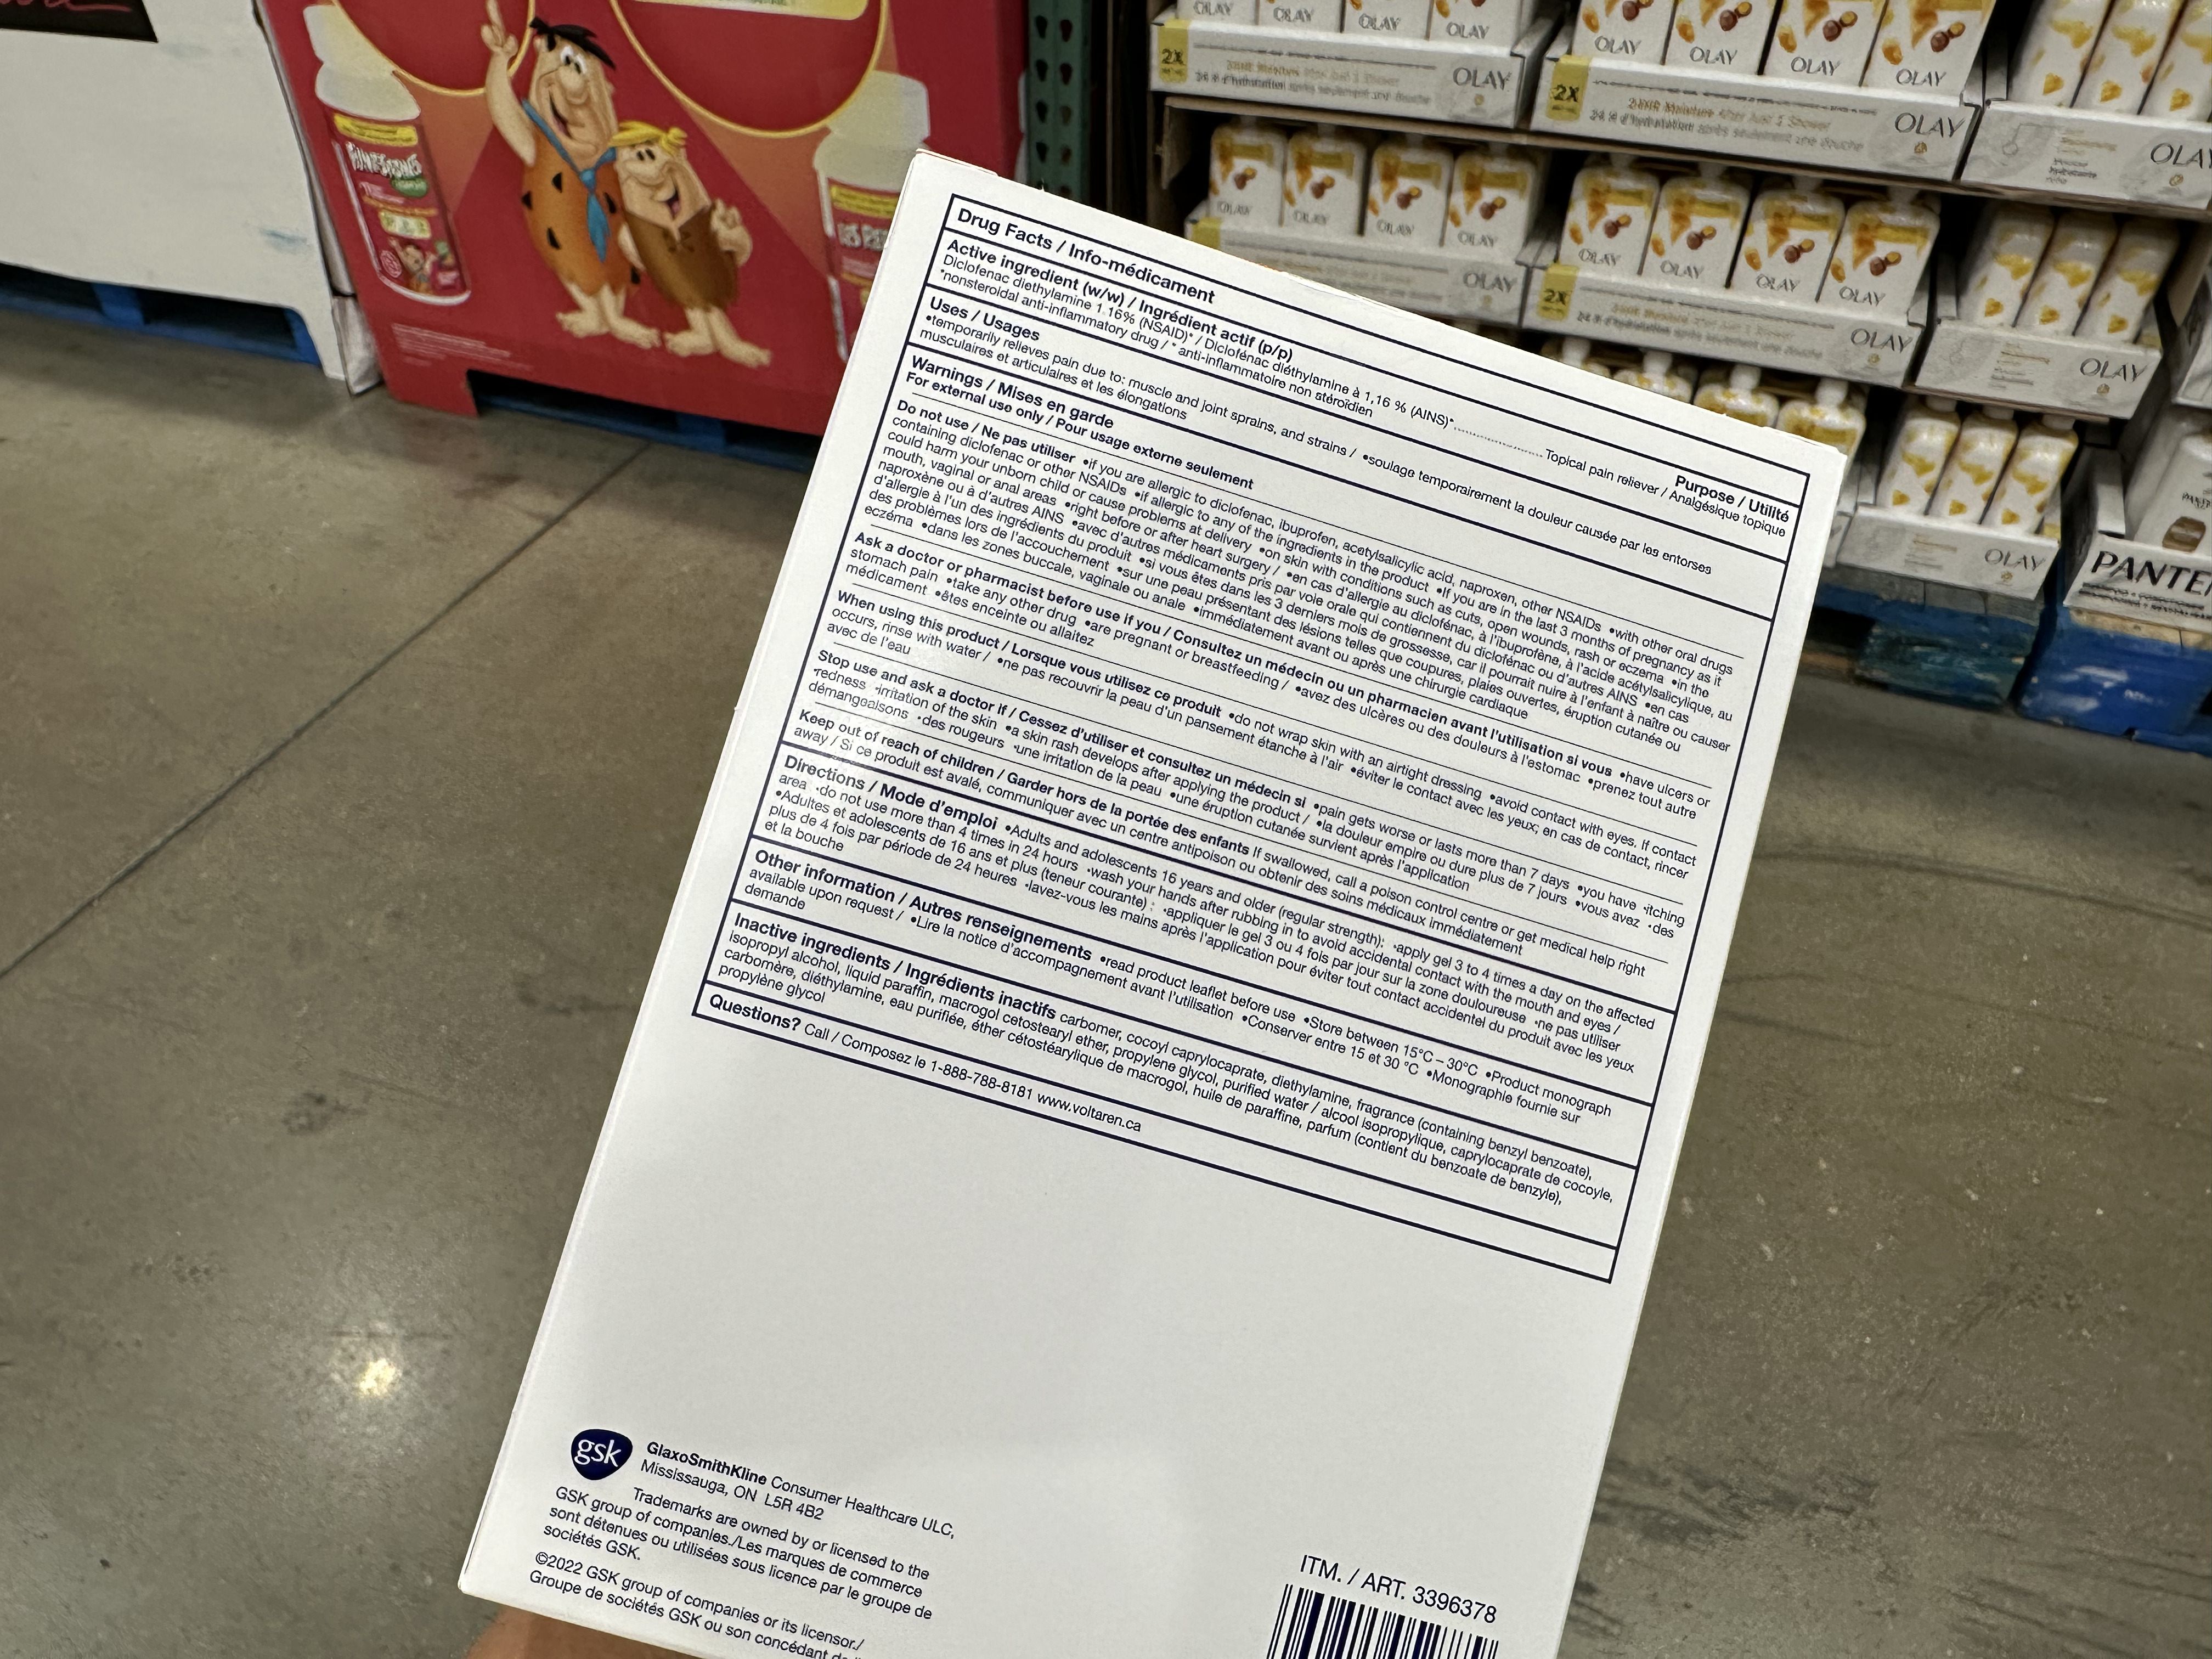 Drug Facts / Info-médicament
Active ingredient (w/w) / Ingrédient actif (p/p)
Purpose / Utilité
Diclofenac diethylamine 1.16% (NSAID)* / Diclofénac diéthylamine à 1,16 % (AINS)*................ Topical pain reliever / Analgésique topique
*nonsteroidal anti-inflammatory drug / * anti-inflammatoire non stéroïdien
Uses / Usages
•temporarily relieves pain due to: muscle and joint sprains, and strains / •soulage temporairement la douleur causée par les entorses
musculaires et articulaires et les élongations
Warnings / Mises en garde
For external use only / Pour usage externe seulement
Do not use / Ne pas utiliser •if you are allergic to diclofenac, ibuprofen, acetylsalicylic acid, naproxen, other NSAIDs •with other oral drugs
containing diclofenac or other NSAIDs •if allergic to any of the ingredients in the product •If you are in the last 3 months of pregnancy as it
could harm your unborn child or cause problems at delivery •on skin with conditions such as cuts, open wounds, rash or eczema •in the
mouth, vaginal or anal areas •right before or after heart surgery / •en cas d'allergie au diclofénac, à l'ibuprofène, à l'acide acétylsalicylique, au
naproxène ou à d'autres AINS •avec d'autres médicaments pris par voie orale qui contiennent du diclofénac ou d'autres AINS •en cas
d'allergie à l'un des ingrédients du produit •si vous êtes dans les 3 derniers mois de grossesse, car il pourrait nuire à l'enfant à naître ou causer
des problèmes lors de l'accouchement •sur une peau présentant des lésions telles que coupures, plaies ouvertes, éruption cutanée ou
eczéma •dans les zones buccale, vaginale ou anale •immédiatement avant ou après une chirurgie cardiaque
Ask a doctor or pharmacist before use if you / Consultez un médecin ou un pharmacien avant l'utilisation si vous •have ulcers or
stomach pain •take any other drug •are pregnant or breastfeeding / •avez des ulcères ou des douleurs à l'estomac •prenez tout autre
médicament •êtes enceinte ou allaitez
When using this product / Lorsque vous utilisez ce produit •do not wrap skin with an airtight dressing •avoid contact with eyes. If contact
occurs, rinse with water / •ne pas recouvrir la peau d'un pansement étanche à l'air •éviter le contact avec les yeux; en cas de contact, rincer
avec de l'eau
Stop use and ask a doctor if / Cessez d'utiliser et consultez un médecin si •pain gets worse or lasts more than 7 days •you have •itching
•redness •irritation of the skin •a skin rash develops after applying the product / •la douleur empire ou dure plus de 7 jours •vous avez •des
démangeaisons •des rougeurs •une irritation de la peau •une éruption cutanée survient après l'application
Keep out of reach of children / Garder hors de la portée des enfants If swallowed, call a poison control centre or get medical help right
away / Si ce produit est avalé, communiquer avec un centre antipoison ou obtenir des soins médicaux immédiatement
Directions / Mode d'emploi •Adults and adolescents 16 years and older (regular strength): •apply gel 3 to 4 times a day on the affected
area •do not use more than 4 times in 24 hours •wash your hands after rubbing in to avoid accidental contact with the mouth and eyes /
•Adultes et adolescents de 16 ans et plus (teneur courante) : •appliquer le gel 3 ou 4 fois par jour sur la zone douloureuse •ne pas utiliser
plus de 4 fois par période de 24 heures •lavez-vous les mains après l'application pour éviter tout contact accidentel du produit avec les yeux
et la bouche
Other information / Autres renseignements •read product leaflet before use •Store between 15°C – 30°C •Product monograph
available upon request / •Lire la notice d'accompagnement avant l'utilisation •Conserver entre 15 et 30 °C •Monographie fournie sur
demande
Inactive ingredients / Ingrédients inactifs carbomer, cocoyl caprylocaprate, diethylamine, fragrance (containing benzyl benzoate),
isopropyl alcohol, liquid paraffin, macrogol cetostearyl ether, propylene glycol, purified water / alcool isopropylique, caprylocaprate de cocoyle,
carbomère, diéthylamine, eau purifiée, éther cétostéarylique de macrogol, huile de paraffine, parfum (contient du benzoate de benzyle),
propylène glycol
Questions? Call / Composez le 1-888-788-8181 www.voltaren.ca
gsk
GlaxoSmithKline Consumer Healthcare ULC,
Mississauga, ON L5R 4B2
Trademarks are owned by or licensed to the
GSK group of companies./Les marques de commerce
sont détenues ou utilisées sous licence par le groupe de
sociétés GSK.
©2022 GSK group of companies or its licensor./
Groupe de sociétés GSK ou son concédant de
ITM. / ART. 3396378
OLAY OLAY OLAY OLAY
2X OLAY
OLAY OLAY OLAY OLAY
2X 24HR Moisture After Just 1 Shower OLAY
24 H d'hydratation après seulement une douche
OLAY
OLAY OLAY OLAY OLAY
OLAY
OLAY OLAY OLAY OLAY
2X OLAY
OLAY
OLAY
PANTE